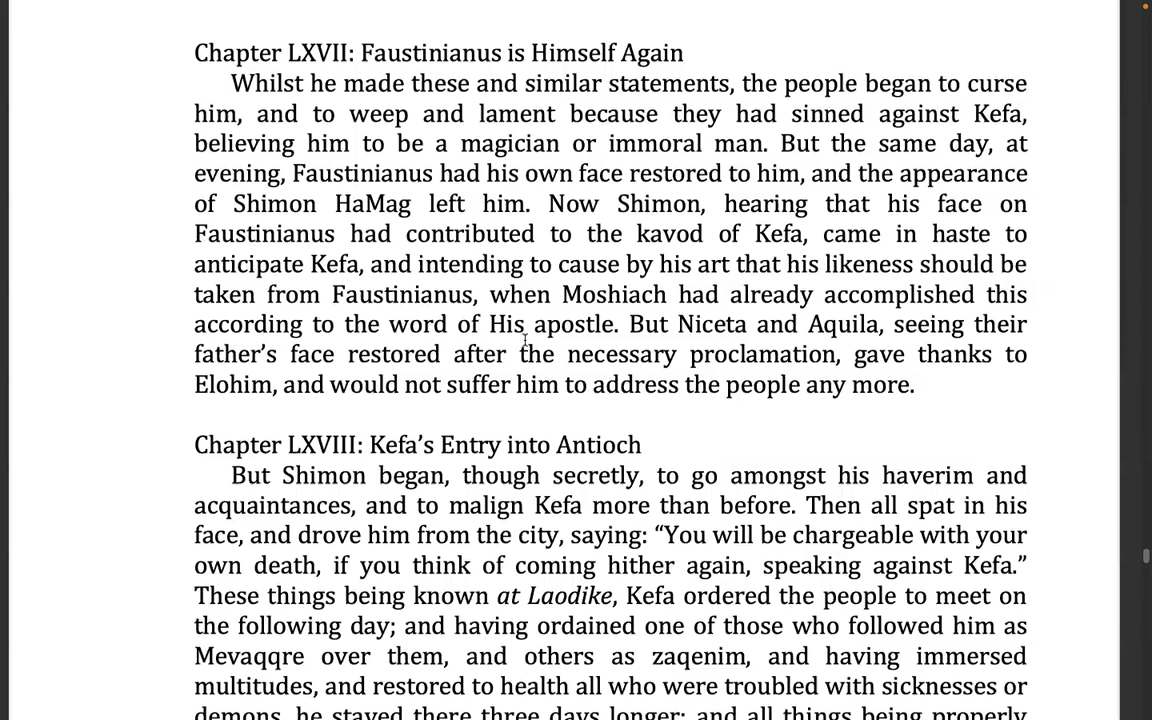 Chapter LXVII: Faustinianus is Himself Again
Whilst he made these and similar statements, the people began to curse
him, and to weep and lament because they had sinned against Kefa,
believing him to be a magician or immoral man. But the same day, at
evening, Faustinianus had his own face restored to him, and the appearance
of Shimon HaMag left him. Now Shimon, hearing that his face on
Faustinianus had contributed to the kavod of Kefa, came in haste to
anticipate Kefa, and intending to cause by his art that his likeness should be
taken from Faustinianus, when Moshiach had already accomplished this
according to the word of His apostle. But Niceta and Aquila, seeing their
father’s face restored after the necessary proclamation, gave thanks to
Elohim, and would not suffer him to address the people any more.
Chapter LXVIII: Kefa’s Entry into Antioch
But Shimon began, though secretly, to go amongst his haverim and
acquaintances, and to malign Kefa more than before. Then all spat in his
face, and drove him from the city, saying: “You will be chargeable with your
own death, if you think of coming hither again, speaking against Kefa.”
These things being known at Laodike, Kefa ordered the people to meet on
the following day; and having ordained one of those who followed him as
Mevaqqre over them, and others as zaqenim, and having immersed
multitudes, and restored to health all who were troubled with sicknesses or
demons, he stayed there three days longer; and all things being properly